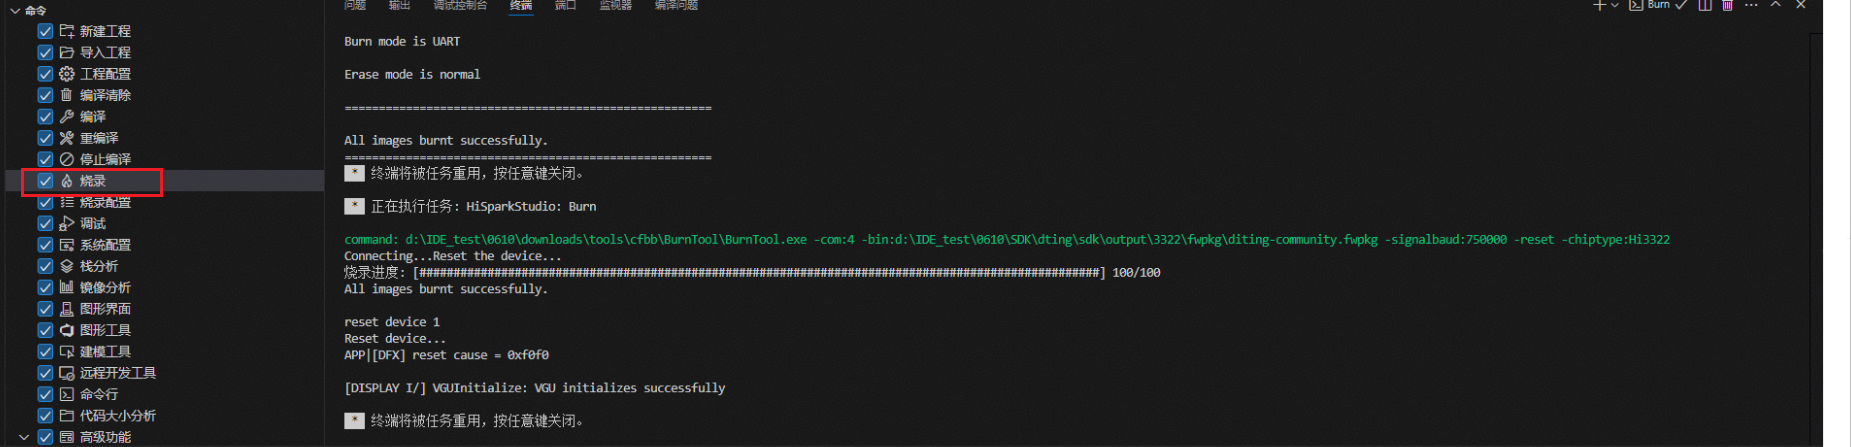 命令
新建工程
导入工程
工程配置
编译清除
编译
重编译
停止编译
烧录
烧录配置
调试
系统配置
栈分析
镜像分析
图形界面
图形工具
建模工具
远程开发工具
命令行
代码大小分析
高级功能
问题 输出 调试控制台 终端 端口 监视器 编译问题
Burn
Burn mode is UART
Erase mode is normal
======================================================
All images burnt successfully.
======================================================
* 终端将被任务重用，按任意键关闭。
* 正在执行任务: HiSparkStudio: Burn
command: d:\IDE_test\0610\downloads\tools\cfbb\BurnTool\BurnTool.exe -com:4 -bin:d:\IDE_test\0610\SDK\dting\sdk\output\3322\fwpkg\diting-community.fwpkg -signalbaud:750000 -reset -chiptype:Hi3322
Connecting...Reset the device...
烧录进度: [####################################################################################################] 100/100
All images burnt successfully.
reset device 1
Reset device...
APP|[DFX] reset cause = 0xf0f0
[DISPLAY I/] VGUInitialize: VGU initializes successfully
* 终端将被任务重用，按任意键关闭。